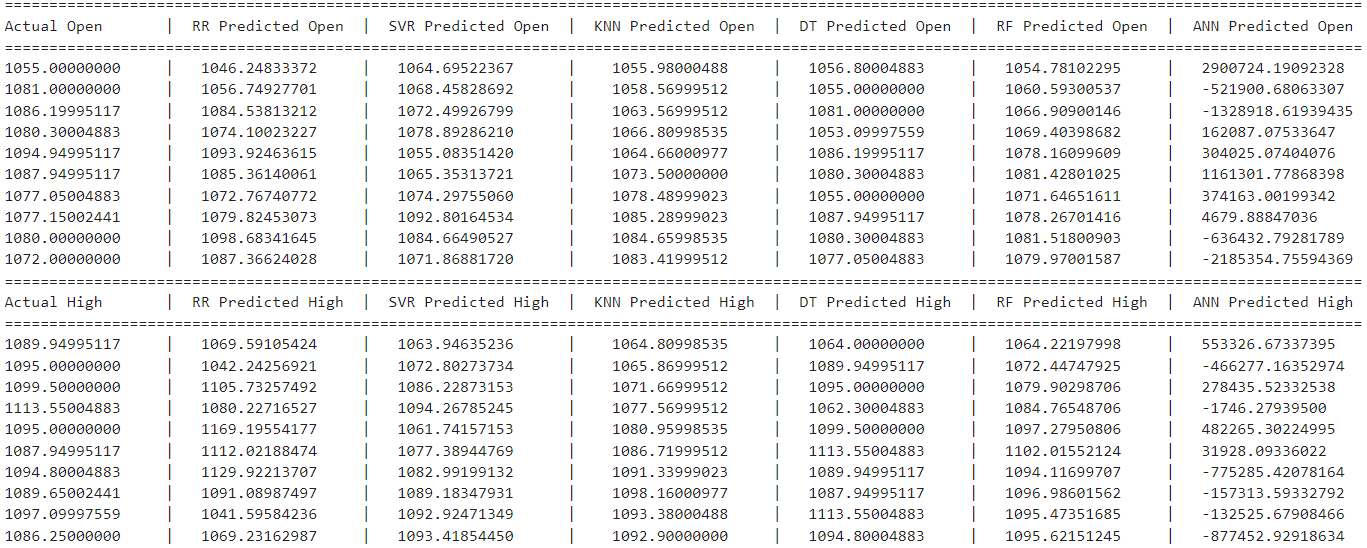 Actual Open | RR Predicted Open | SVR Predicted Open | KNN Predicted Open | DT Predicted Open | RF Predicted Open | ANN Predicted Open
1055.00000000 | 1046.24833372 | 1064.69522367 | 1055.98000488 | 1056.80004883 | 1054.78102295 | 2900724.19092328
1081.00000000 | 1056.74927701 | 1068.45828692 | 1058.56999512 | 1055.00000000 | 1060.59300537 | -521900.68063307
1086.19995117 | 1084.53813212 | 1072.49926799 | 1063.56999512 | 1081.00000000 | 1066.90900146 | -1328918.61939435
1080.30004883 | 1074.10023227 | 1078.89286210 | 1066.80998535 | 1053.09997559 | 1069.40398682 | 162087.07533647
1094.94995117 | 1093.92463615 | 1055.08351420 | 1064.66000977 | 1086.19995117 | 1078.16099609 | 304025.07404076
1087.94995117 | 1085.36140061 | 1065.35313721 | 1073.50000000 | 1080.30004883 | 1081.42801025 | 1161301.77868398
1077.05004883 | 1072.76740772 | 1074.29755060 | 1078.48999023 | 1055.00000000 | 1071.64651611 | 374163.00199342
1077.15002441 | 1079.82453073 | 1092.80164534 | 1085.28999023 | 1087.94995117 | 1078.26701416 | 4679.88847036
1080.00000000 | 1098.68341645 | 1084.66490527 | 1084.65998535 | 1080.30004883 | 1081.51800903 | -636432.79281789
1072.00000000 | 1087.36624028 | 1071.86881720 | 1083.41999512 | 1077.05004883 | 1079.97001587 | -2185354.75594369
Actual High | RR Predicted High | SVR Predicted High | KNN Predicted High | DT Predicted High | RF Predicted High | ANN Predicted High
1089.94995117 | 1069.59105424 | 1063.94635236 | 1064.80998535 | 1064.00000000 | 1064.22197998 | 553326.67337395
1095.00000000 | 1042.24256921 | 1072.80273734 | 1065.86999512 | 1089.94995117 | 1072.44747925 | -466277.16352974
1099.50000000 | 1105.73257492 | 1086.22873153 | 1071.66999512 | 1095.00000000 | 1079.90298706 | 278435.52332538
1113.55004883 | 1080.22716527 | 1094.26785245 | 1077.56999512 | 1062.30004883 | 1084.76548706 | -1746.27939500
1095.00000000 | 1169.19554177 | 1061.74157153 | 1080.95998535 | 1099.50000000 | 1097.27950806 | 482265.30224995
1087.94995117 | 1112.02188474 | 1077.38944769 | 1086.71999512 | 1113.55004883 | 1102.01552124 | 31928.09336022
1094.80004883 | 1129.92213707 | 1082.99199132 | 1091.33999023 | 1089.94995117 | 1094.11699707 | -775285.42078164
1089.65002441 | 1091.08987497 | 1089.18347931 | 1098.16000977 | 1087.94995117 | 1096.98601562 | -157313.59332792
1097.09997559 | 1041.59584236 | 1092.92471349 | 1093.38000488 | 1113.55004883 | 1095.47351685 | -132525.67908466
1086.25000000 | 1069.23162987 | 1093.41854450 | 1092.90000000 | 1094.80004883 | 1095.62151245 | -877452.92918634